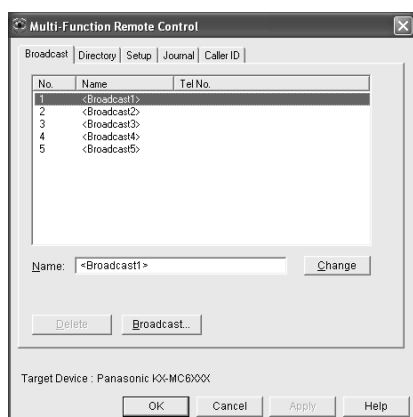 Multi-Function Remote Control
Broadcast Directory Setup Journal Caller ID
No. Name Tel No.
1 <Broadcast1>
2 <Broadcast2>
3 <Broadcast3>
4 <Broadcast4>
5 <Broadcast5>
Name: <Broadcast1> Change
Delete Broadcast...
Target Device : Panasonic KX-MC6XXX
OK Cancel Apply Help